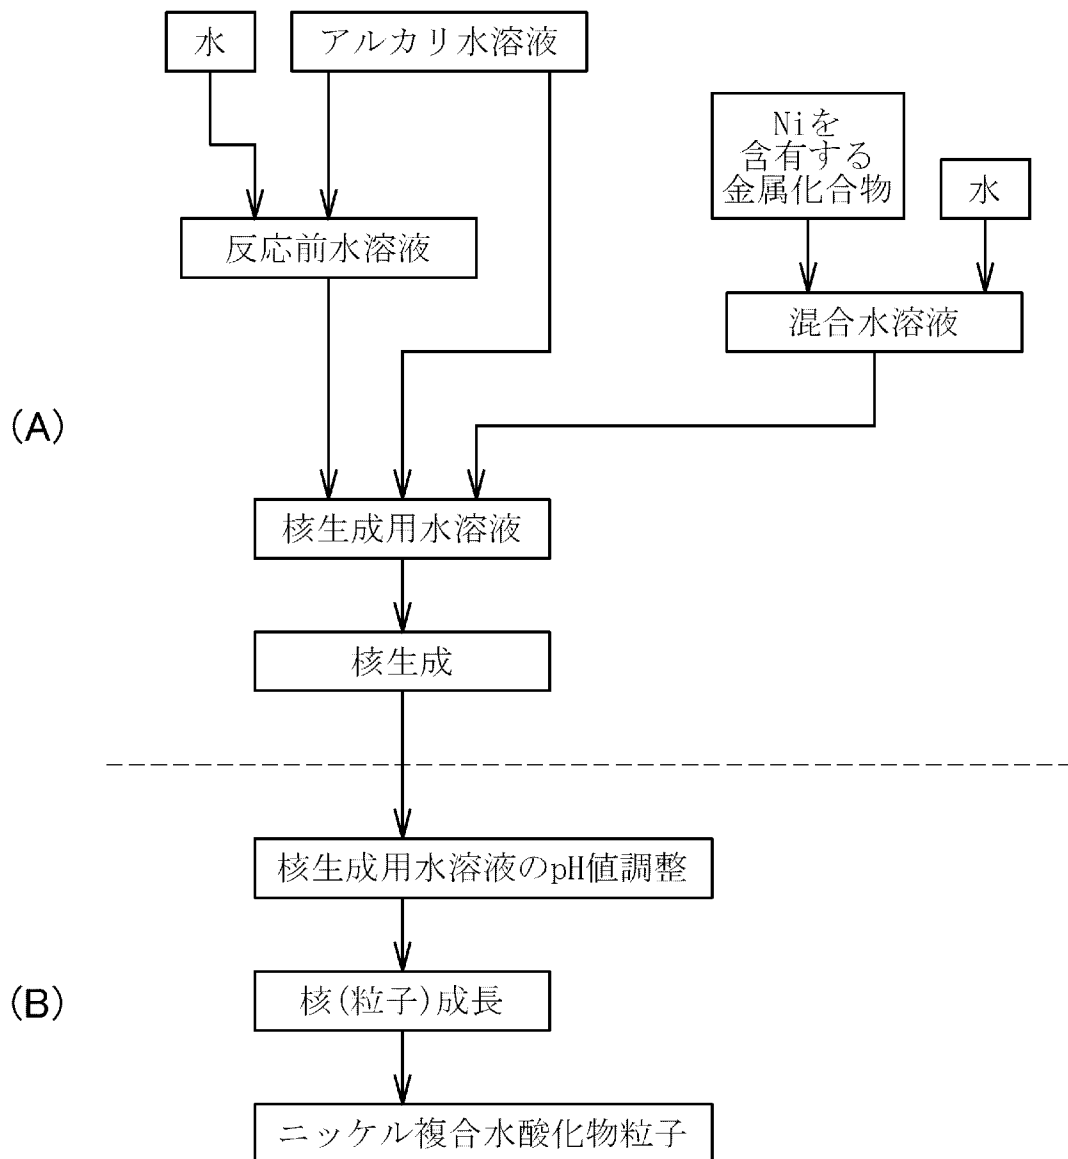 水
アルカリ水溶液
Niを
含有する
金属化合物
水
反応前水溶液
混合水溶液
(A)
核生成用水溶液
核生成
核生成用水溶液のpH値調整
(B)
核(粒子)成長
ニッケル複合水酸化物粒子